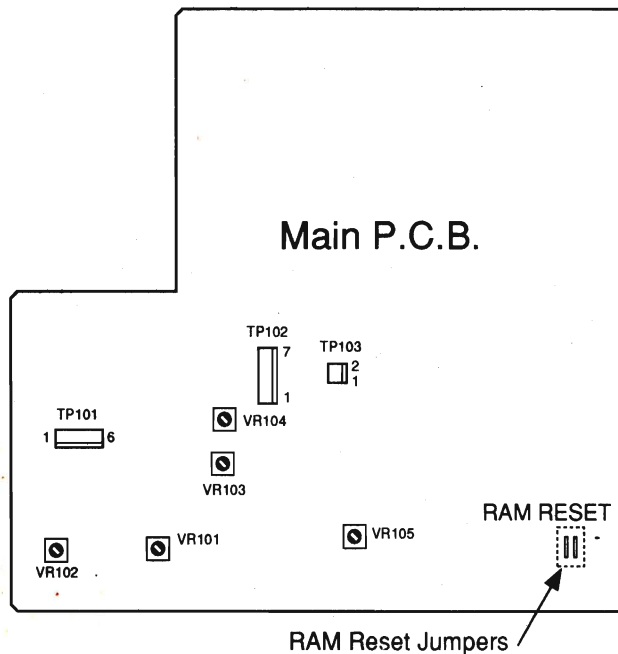 Main P.C.B.
TP102
7
1
TP103
2
1
TP101
1
6
VR104
VR103
RAM RESET
VR105
VR101
VR102
RAM Reset Jumpers